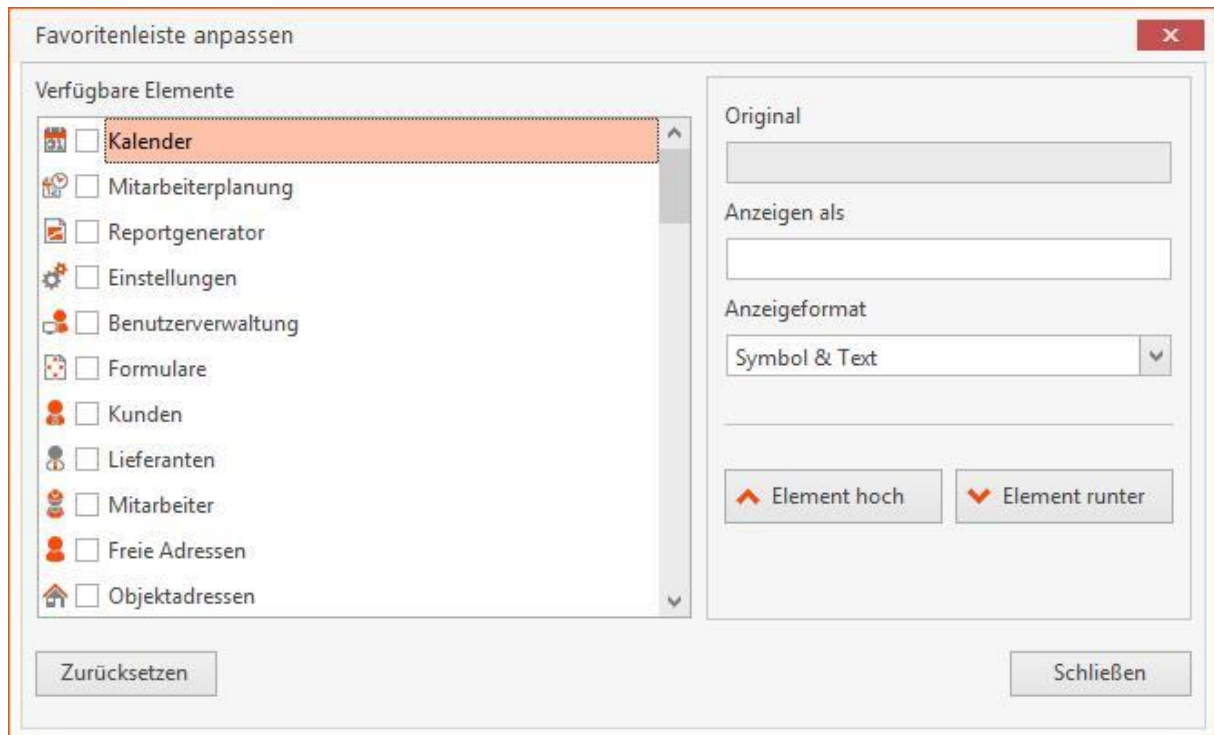 Favoritenleiste anpassen
Verfügbare Elemente
Kalender
Mitarbeiterplanung
Reportgenerator
Einstellungen
Benutzerverwaltung
Formulare
Kunden
Lieferanten
Mitarbeiter
Freie Adressen
Objektadressen
Original
Anzeigen als
Anzeigeformat
Symbol & Text
Element hoch
Element runter
Zurücksetzen
Schließen